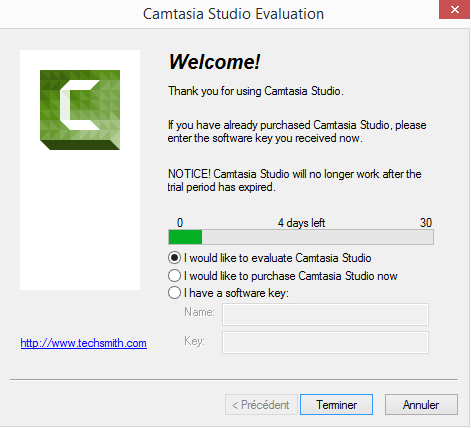 Camtasia Studio Evaluation
Welcome!
Thank you for using Camtasia Studio.
If you have already purchased Camtasia Studio, please
enter the software key you received now.
NOTICE! Camtasia Studio will no longer work after the
trial period has expired.
0 4 days left 30
I would like to evaluate Camtasia Studio
I would like to purchase Camtasia Studio now
I have a software key:
Name:
Key:
http://www.techsmith.com
< Précédent Terminer Annuler